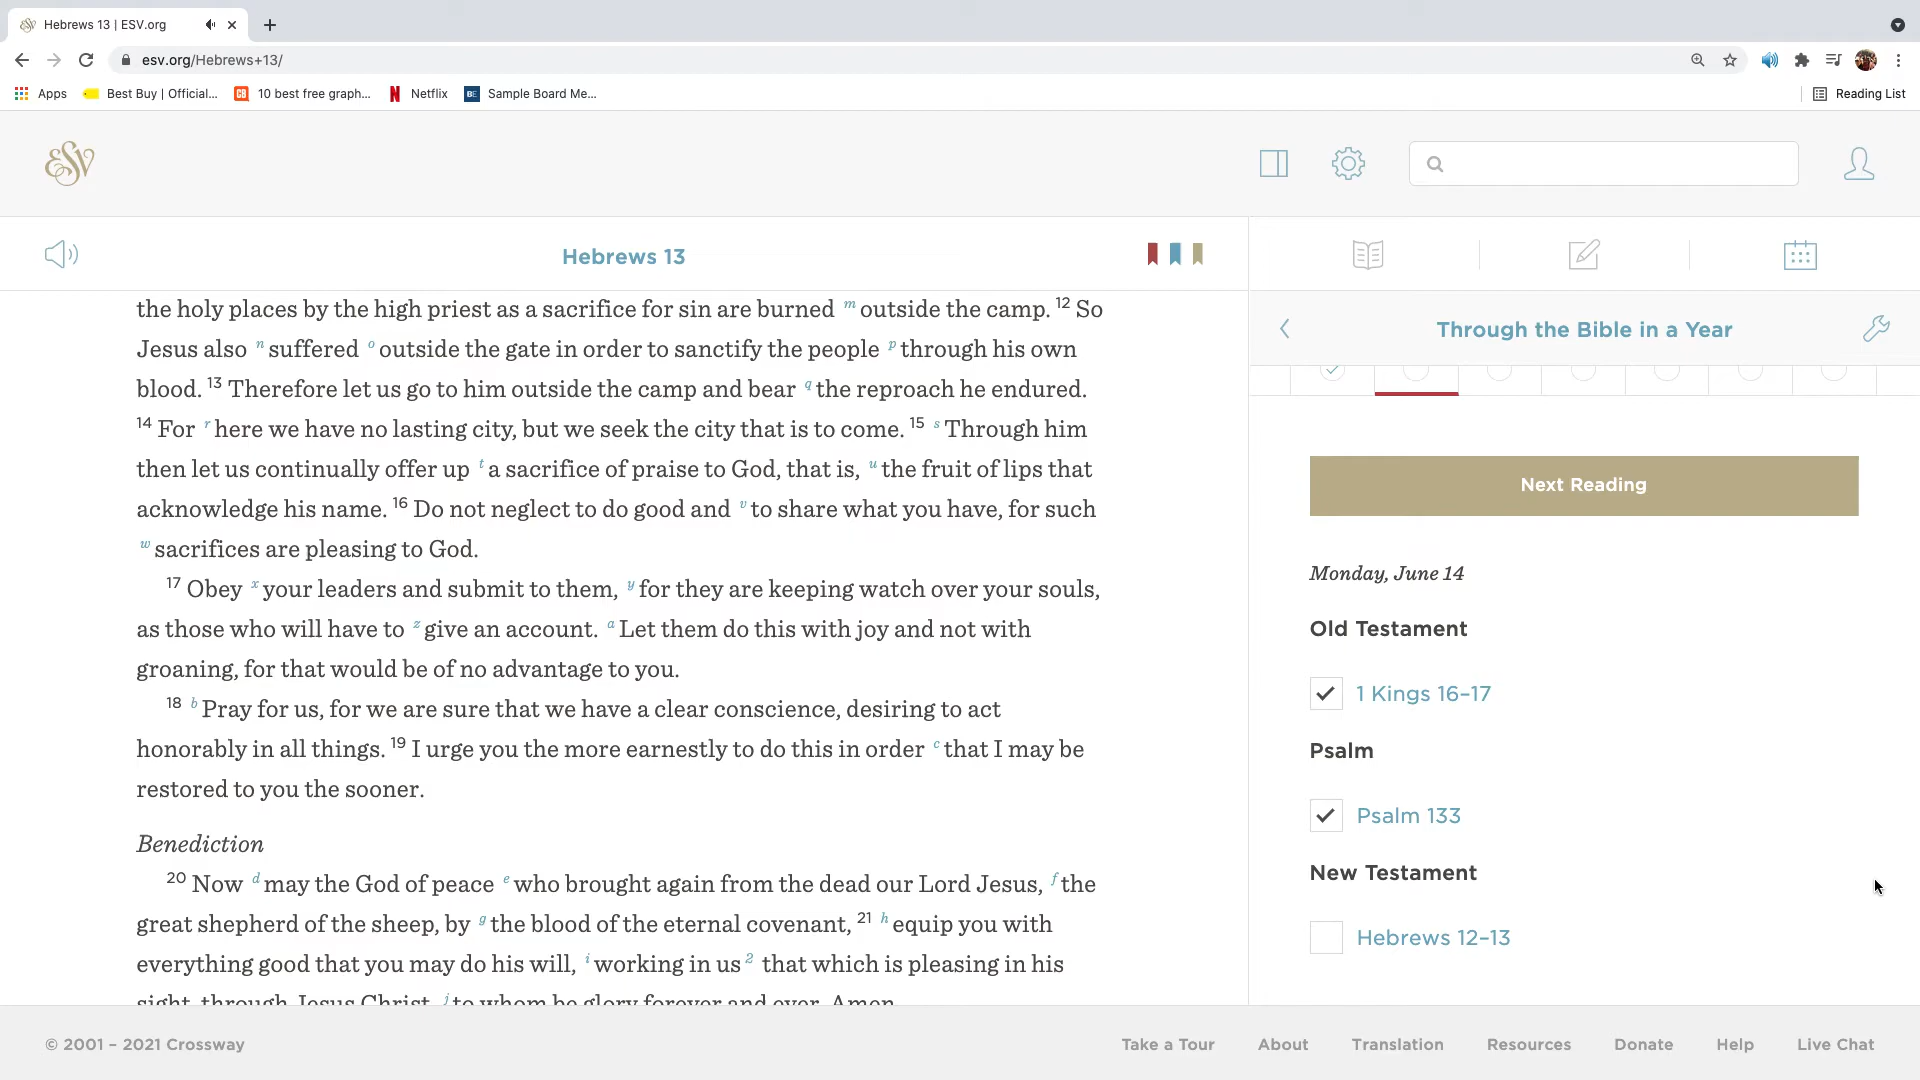 Hebrews 13 | ESV.org
esv.org/Hebrews+13/
Apps
Best Buy | Official...
CB
10 best free graph...
Netflix
BE
Sample Board Me...
Reading List
ESV
Hebrews 13
the holy places by the high priest as a sacrifice for sin are burned m outside the camp. 12 So
Jesus also n suffered o outside the gate in order to sanctify the people p through his own
blood. 13 Therefore let us go to him outside the camp and bear q the reproach he endured.
14 For r here we have no lasting city, but we seek the city that is to come. 15 s Through him
then let us continually offer up t a sacrifice of praise to God, that is, u the fruit of lips that
acknowledge his name. 16 Do not neglect to do good and v to share what you have, for such
w sacrifices are pleasing to God.
17 Obey x your leaders and submit to them, y for they are keeping watch over your souls,
as those who will have to z give an account. a Let them do this with joy and not with
groaning, for that would be of no advantage to you.
18 b Pray for us, for we are sure that we have a clear conscience, desiring to act
honorably in all things. 19 I urge you the more earnestly to do this in order c that I may be
restored to you the sooner.
Benediction
20 Now d may the God of peace e who brought again from the dead our Lord Jesus, f the
great shepherd of the sheep, by g the blood of the eternal covenant, 21 h equip you with
everything good that you may do his will, i working in us 2 that which is pleasing in his
sight, through Jesus Christ, j to whom be glory forever and ever. Amen.
Through the Bible in a Year
Next Reading
Monday, June 14
Old Testament
1 Kings 16–17
Psalm
Psalm 133
New Testament
Hebrews 12–13
© 2001 – 2021 Crossway
Take a Tour
About
Translation
Resources
Donate
Help
Live Chat